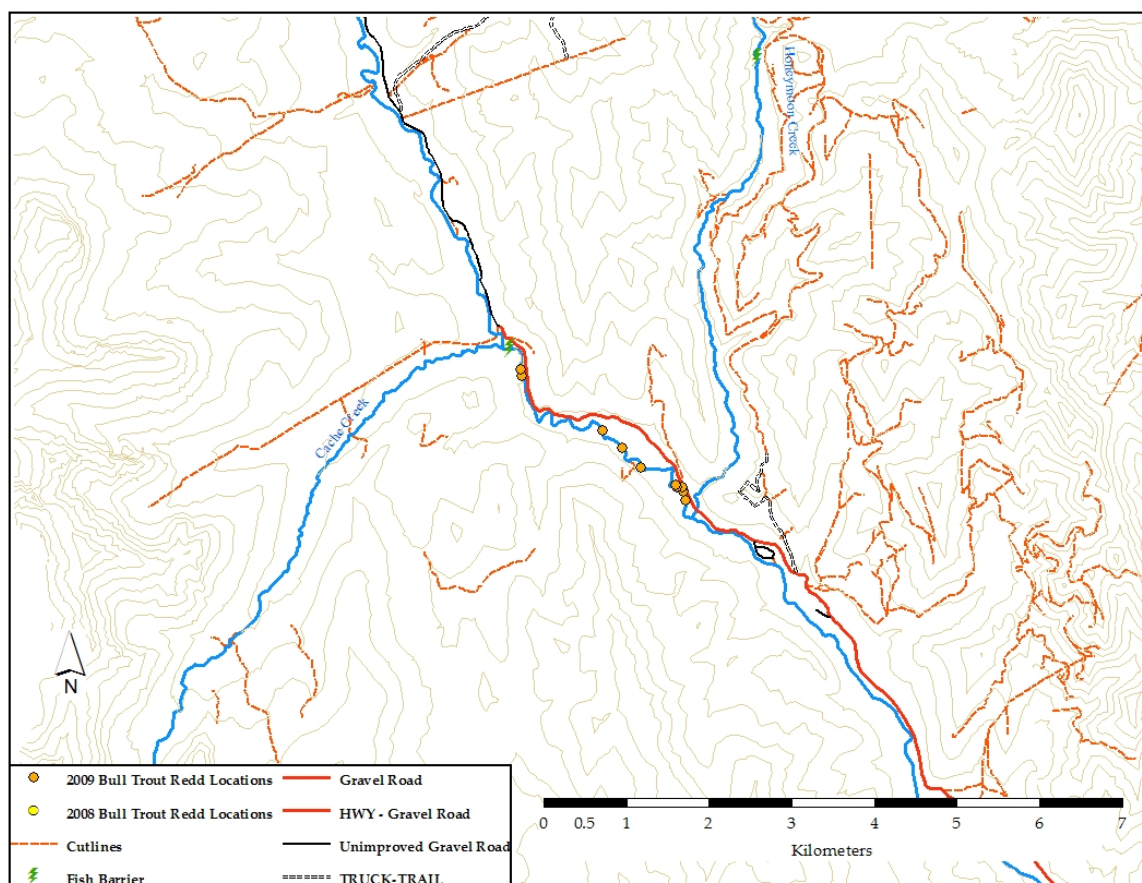 Honeymoon Creek
Cache Creek
N
2009 Bull Trout Redd Locations
Gravel Road
2008 Bull Trout Redd Locations
HWY - Gravel Road
Cutlines
Unimproved Gravel Road
Fish Barrier
TRUCK-TRAIL
0 0.5 1 2 3 4 5 6 7
Kilometers